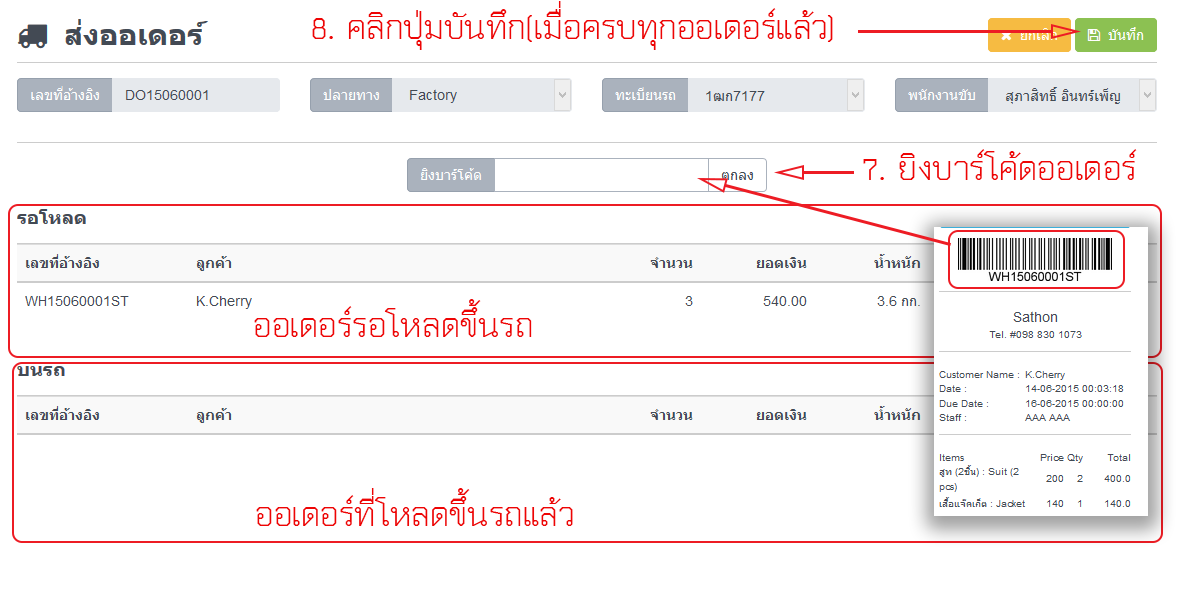 ส่งออเดอร์
8. คลิกปุ่มบันทึก(เมื่อครบทุกออเดอร์แล้ว)
ยกเลิก บันทึก
เลขที่อ้างอิง DO15060001 ปลายทาง Factory ทะเบียนรถ 1ฒก7177 พนักงานขับ สุภาสิทธิ์ อินทร์เพ็ญ
ยิงบาร์โค้ด ตกลง
7. ยิงบาร์โค้ดออเดอร์
รอโหลด
เลขที่อ้างอิง ลูกค้า จำนวน ยอดเงิน น้ำหนัก
WH15060001ST K.Cherry 3 540.00 3.6 กก.
ออเดอร์รอโหลดขึ้นรถ
บนรถ
เลขที่อ้างอิง ลูกค้า จำนวน ยอดเงิน น้ำหนัก
ออเดอร์ที่โหลดขึ้นรถแล้ว
WH15060001ST
Sathon
Tel. #098 830 1073
Customer Name : K.Cherry
Date : 14-06-2015 00:03:18
Due Date : 16-06-2015 00:00:00
Staff : AAA AAA
Items Price Qty Total
สูท (2ชิ้น) : Suit (2
pcs) 200 2 400.0
เสื้อแจ๊คเก็ต : Jacket 140 1 140.0